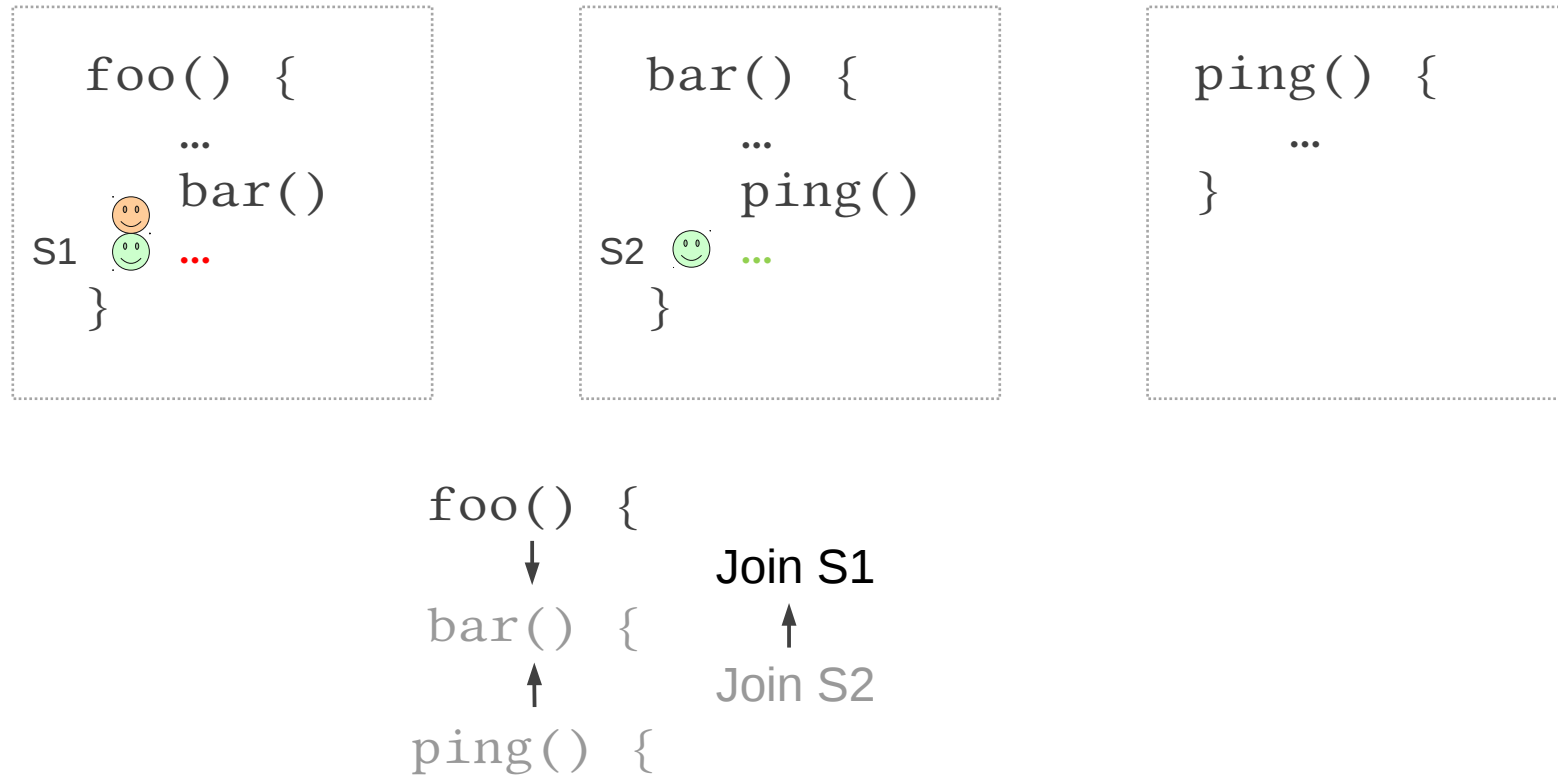 foo() {
…
bar()
S1 …
}
bar() {
…
ping()
S2 …
}
ping() {
…
}
foo() {
Join S1
bar() {
Join S2
ping() {